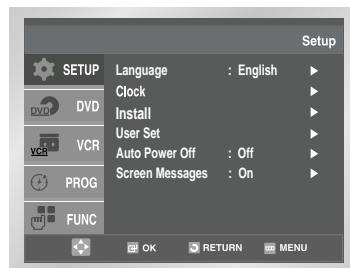 Setup
SETUP
Language : English ►
Clock ►
Install ►
User Set ►
Auto Power Off : Off ►
Screen Messages : On ►
DVD DVD
VCR VCR
PROG
FUNC
OK RETURN MENU